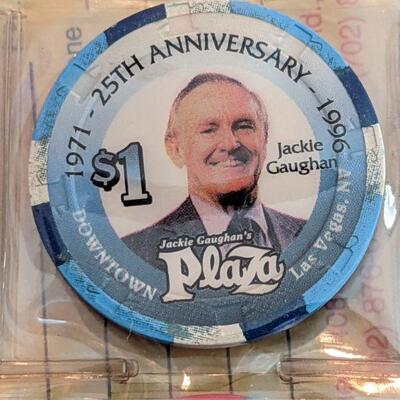 1971 - 25TH ANNIVERSARY - 1996
$1
Jackie
Gaughan
Jackie Gaughan's
Plaza
DOWNTOWN
Las Vegas, NV